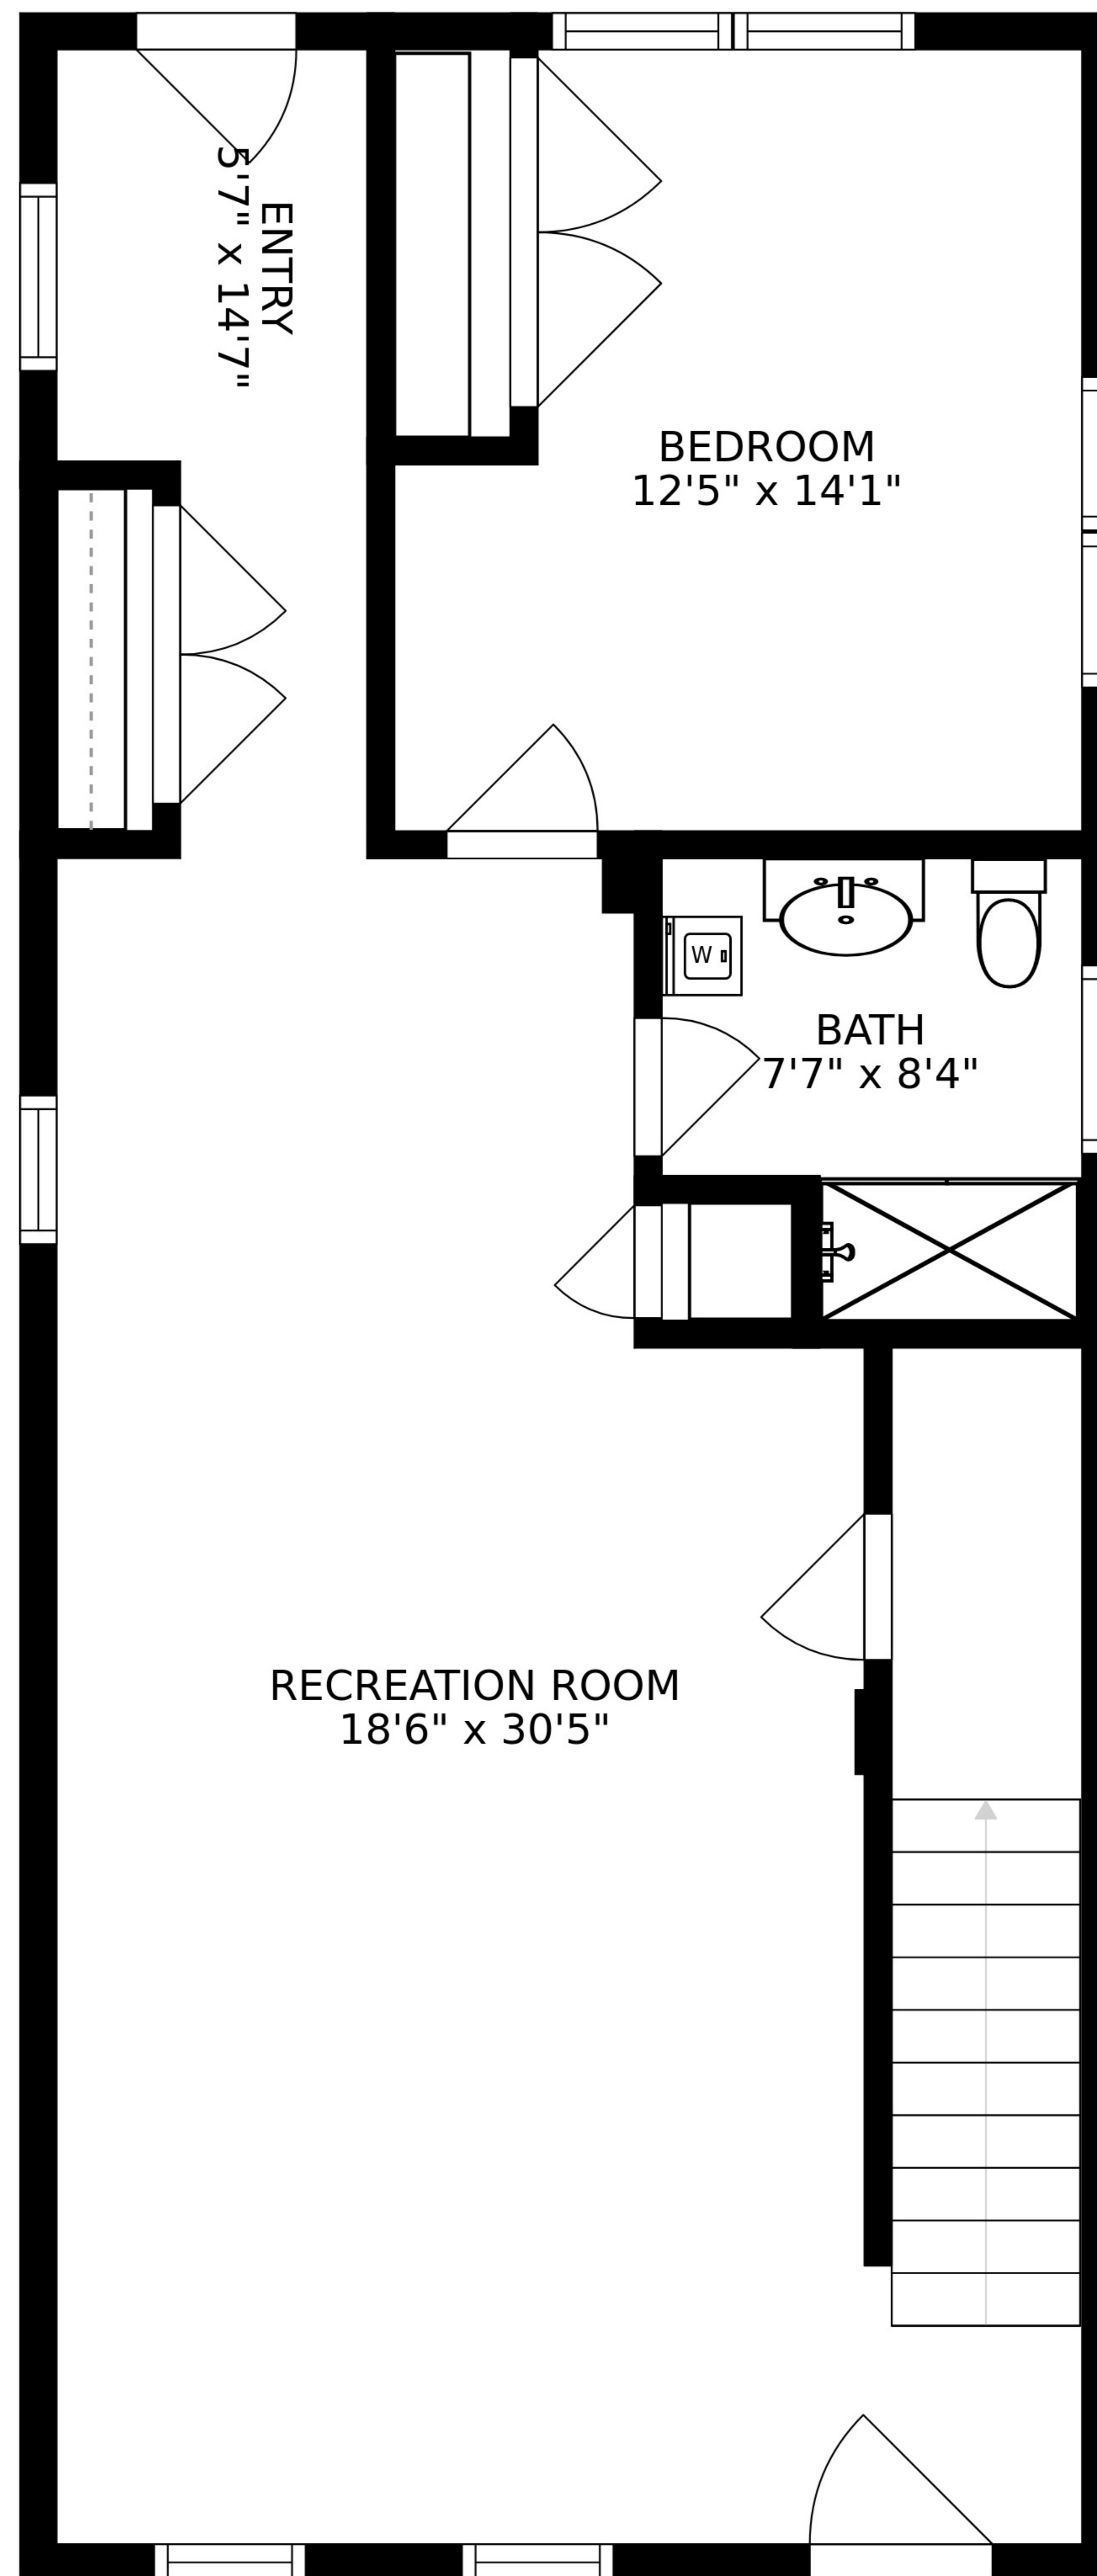 ENTRY
5'7" x 14'7"
BEDROOM
12'5" x 14'1"
W
BATH
7'7" x 8'4"
RECREATION ROOM
18'6" x 30'5"